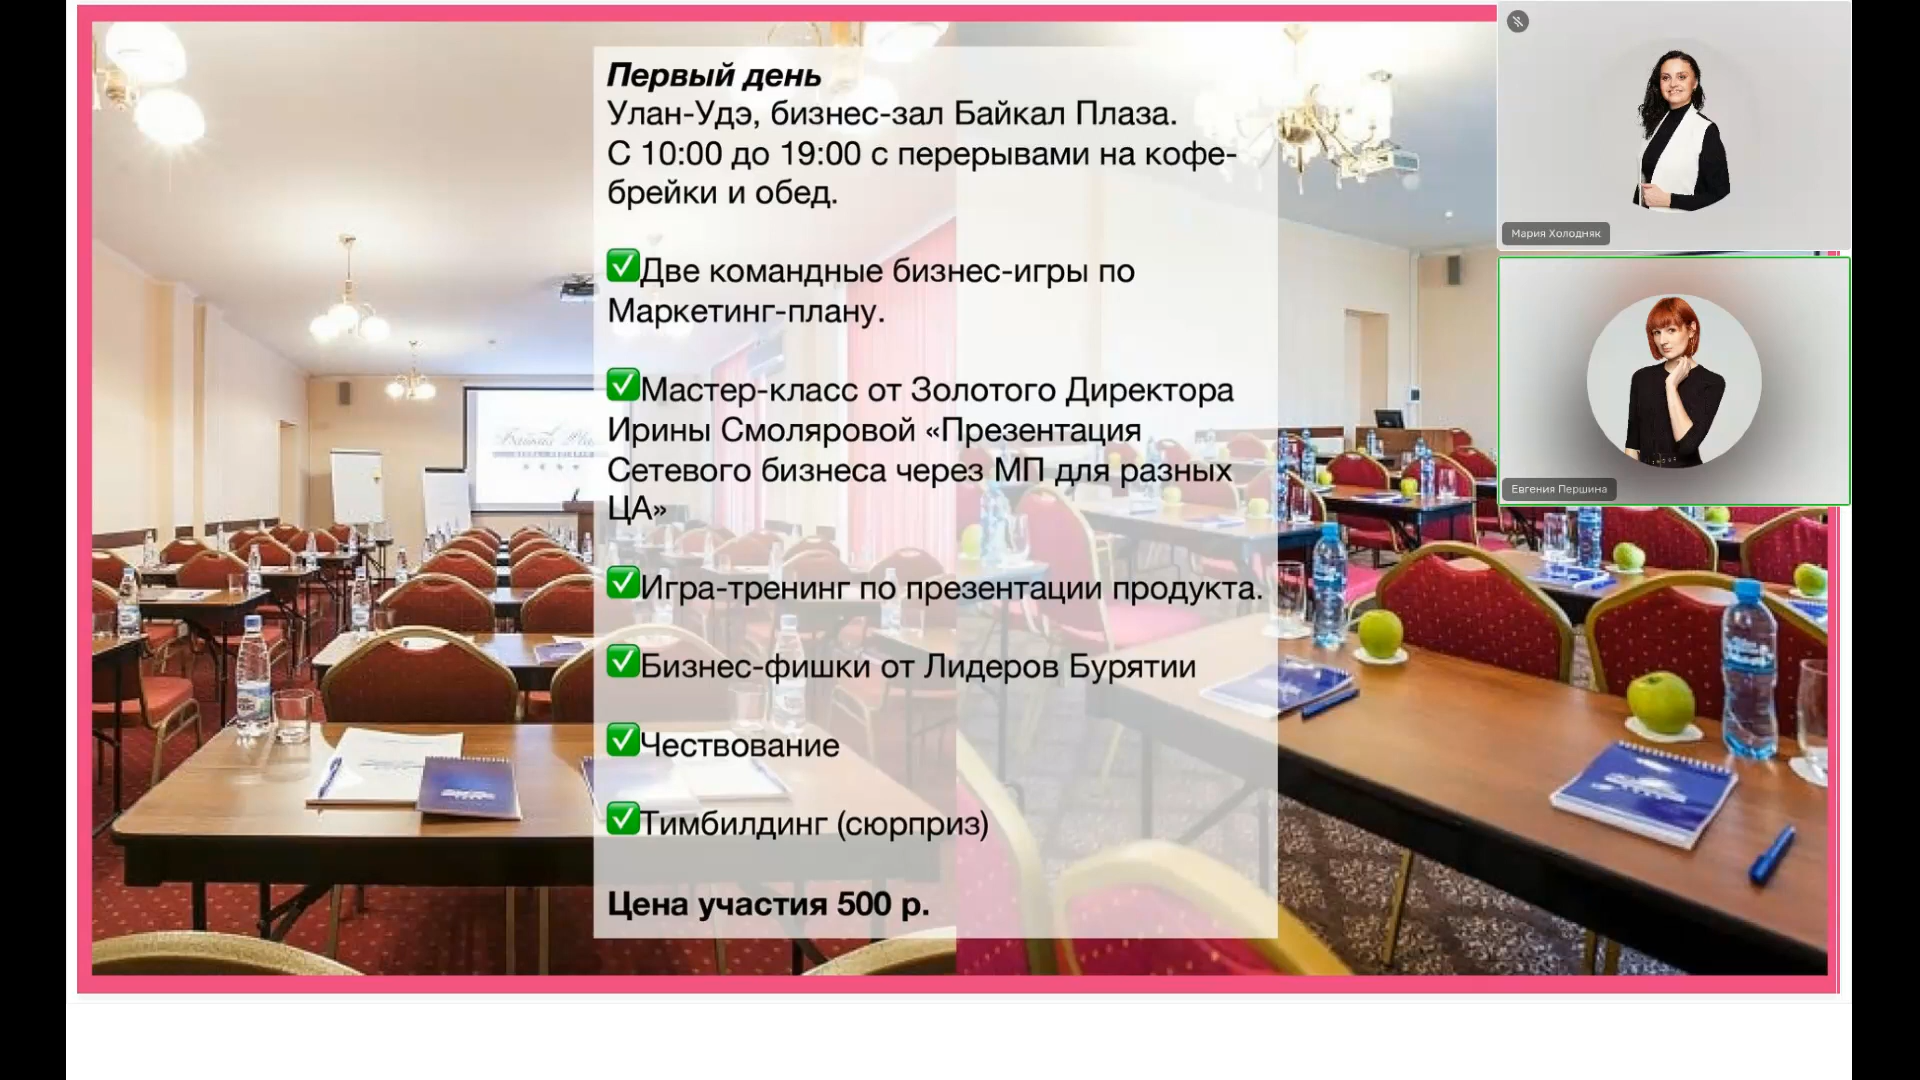 Первый день
Улан-Удэ, бизнес-зал Байкал Плаза.
С 10:00 до 19:00 с перерывами на кофе-
брейки и обед.
✅Две командные бизнес-игры по
Маркетинг-плану.
✅Мастер-класс от Золотого Директора
Ирины Смоляровой «Презентация
Сетевого бизнеса через МП для разных
ЦА»
✅Игра-тренинг по презентации продукта.
✅Бизнес-фишки от Лидеров Бурятии
✅Чествование
✅Тимбилдинг (сюрприз)
Цена участия 500 р.
Мария Холодняк
Евгения Першина